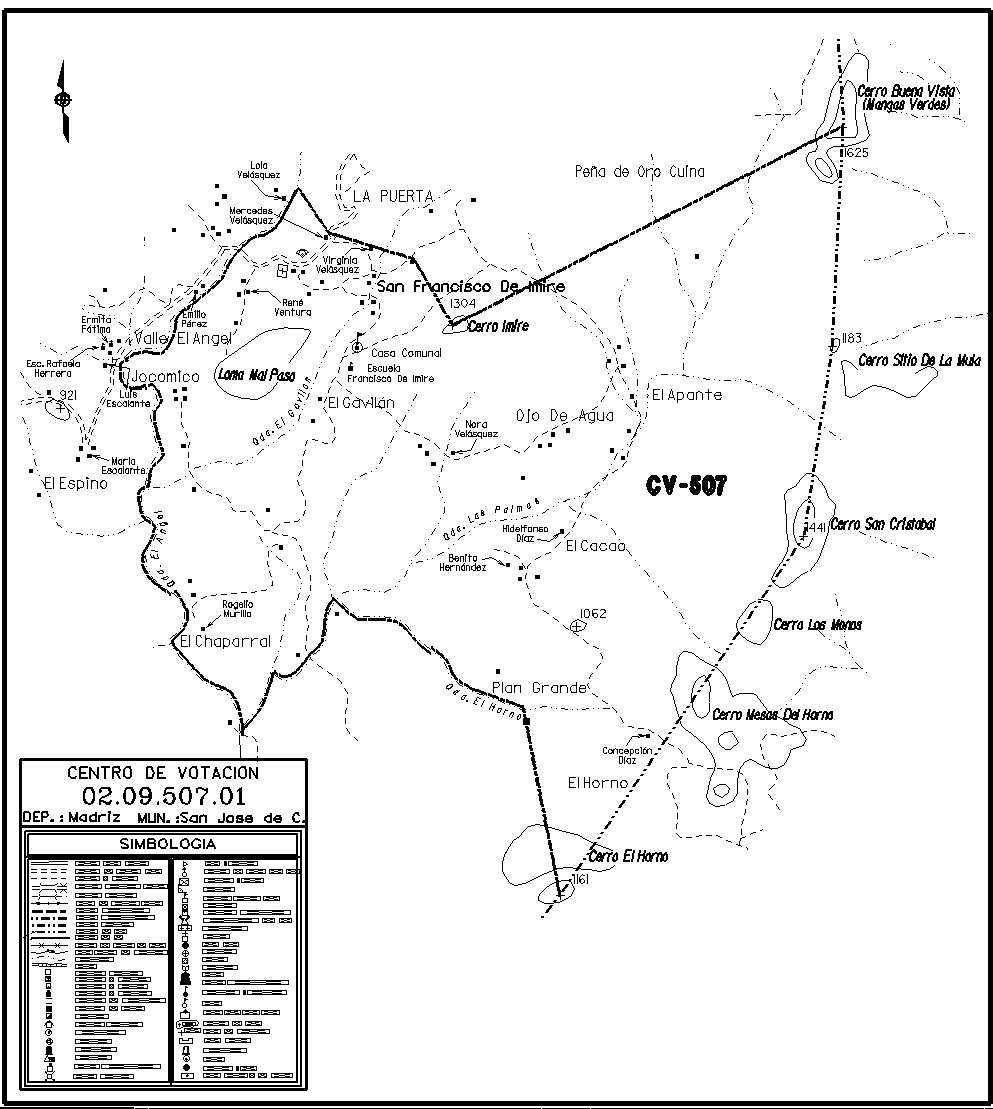 Cerro Buena Vista
(Mangas Verdes)
1625
Peña de Oro Cuina
Lola
Velásquez
LA PUERTA
Mercedes
Velásquez
Virginia
Velásquez
San Francisco De Imire
1304
Cerro Imire
René
Ventura
Emilio
Pérez
Ermita
Fátima
Valle El Angel
Casa Comunal
Esc. Rafaela
Herrera
Escuela
Francisco De Imire
Jocomico
Loma Mal Paso
Luis
Escalante
921
1183
Cerro Sitio De La Mula
El Gavilán
Qda. El Gavilan
El Apante
Ojo De Agua
Nora
Velásquez
Maria
Escalante
El Espino
CV-507
Qda. Las Palmas
Qda. El Angel
Hidelfonso
Díaz
El Cacao
1441
Cerro San Cristobal
Benito
Hernández
Rogelio
Murillo
El Chaparral
1062
Cerro Los Monos
Plan Grande
Qda. El Horno
Cerro Mesas Del Horno
Concepción
Díaz
El Horno
Cerro El Horno
1161
CENTRO DE VOTACION
02.09.507.01
DEP.: Madriz MUN.:San Jose de C.
SIMBOLOGIA